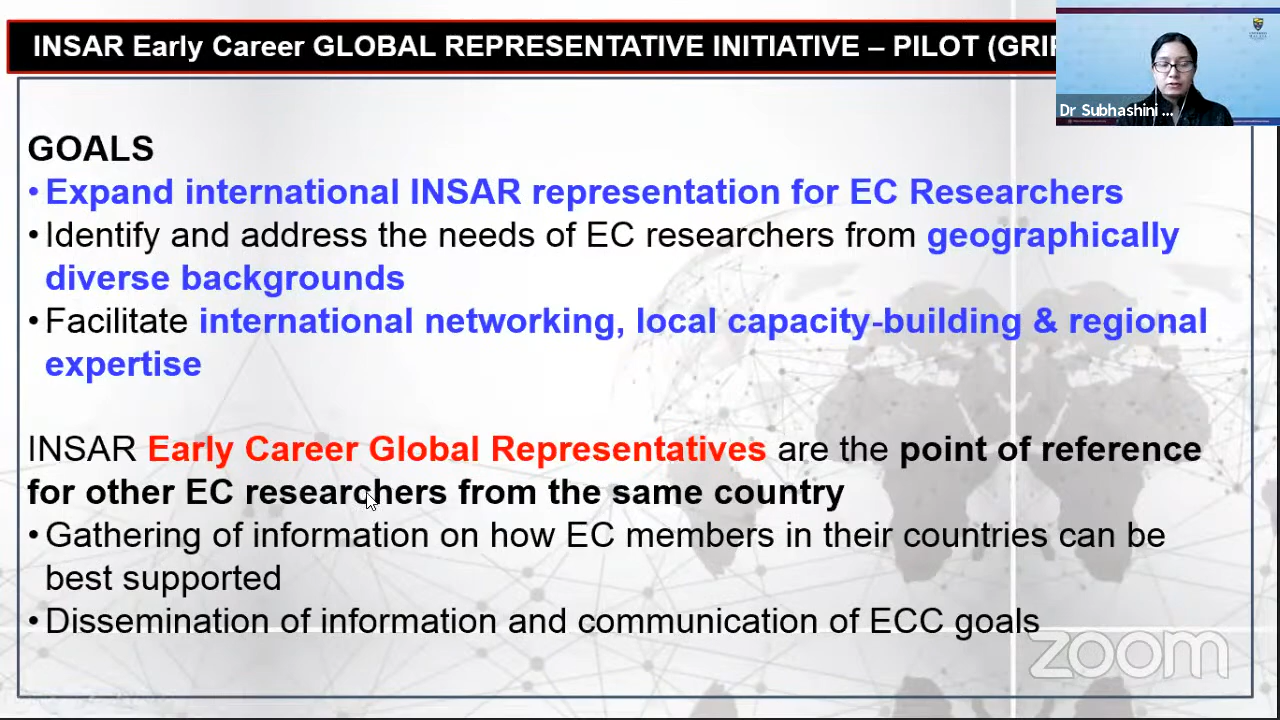 INSAR Early Career GLOBAL REPRESENTATIVE INITIATIVE – PILOT (GRIP
Dr Subhashini ...
GOALS
• Expand international INSAR representation for EC Researchers
• Identify and address the needs of EC researchers from geographically
diverse backgrounds
• Facilitate international networking, local capacity-building & regional
expertise
INSAR Early Career Global Representatives are the point of reference
for other EC researchers from the same country
• Gathering of information on how EC members in their countries can be
best supported
• Dissemination of information and communication of ECC goals
zoom